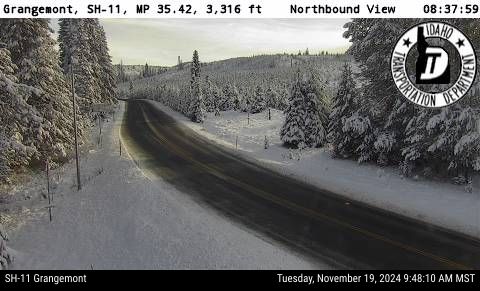 Grangemont, SH-11, MP 35.42, 3,316 ft Northbound View 08:37:59
IDAHO
TRANSPORTATION DEPARTMENT
SH-11 Grangemont Tuesday, November 19, 2024 9:48:10 AM MST